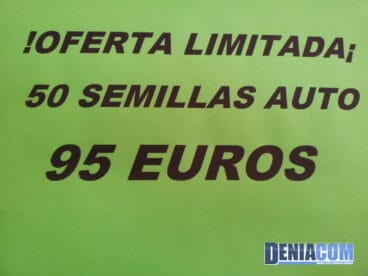 !OFERTA LIMITADA¡
50 SEMILLAS AUTO
95 EUROS
DENIACOM